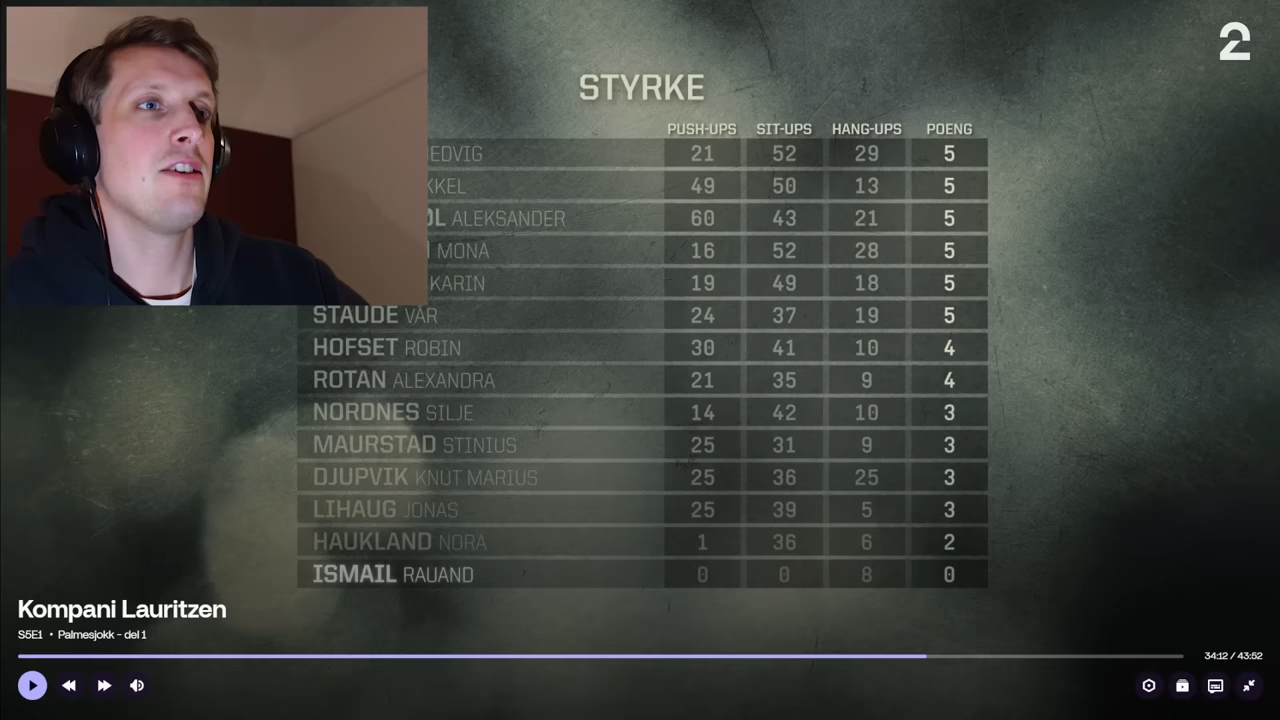 2
STYRKE
PUSH-UPS SIT-UPS HANG-UPS POENG
21 52 29 5
49 50 13 5
ALEKSANDER 60 43 21 5
MONA 16 52 28 5
KARIN 19 49 18 5
STAUDE VÅR 24 37 19 5
HOFSET ROBIN 30 41 10 4
ROTAN ALEXANDRA 21 35 9 4
NORDNES SILJE 14 42 10 3
MAURSTAD STINIUS 25 31 9 3
DJUPVIK KNUT MARIUS 25 36 25 3
LIHAUG JONAS 25 39 5 3
HAUKLAND NORA 1 36 6 2
ISMAIL RAUAND 0 0 8 0
Kompani Lauritzen
S5E1 • Palmesjokk - del 1
34:12 / 43:52